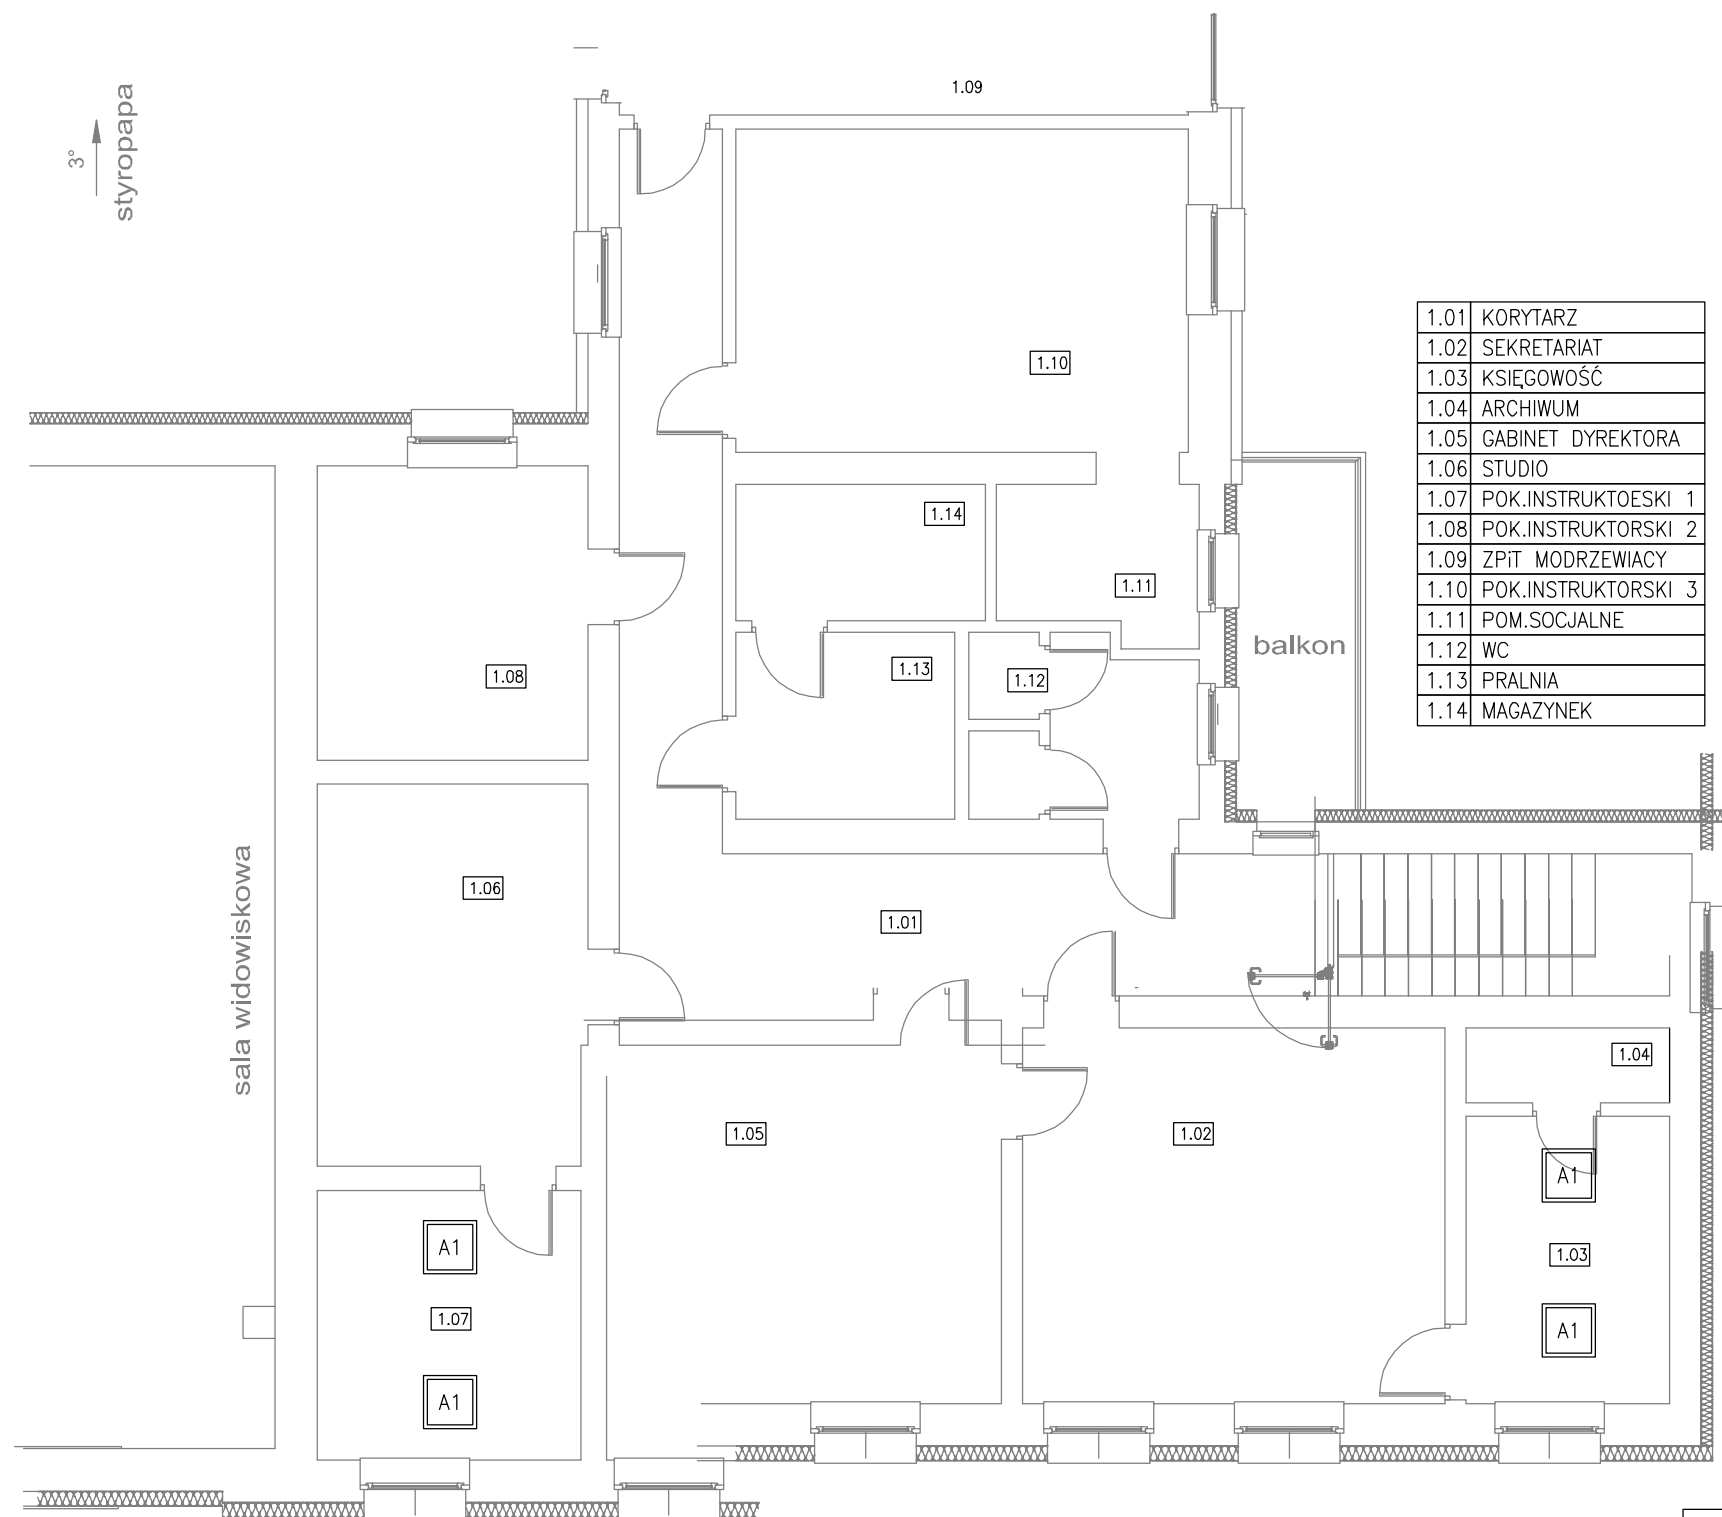 1.09
3°
styropapa
1.01 KORYTARZ
1.02 SEKRETARIAT
1.03 KSIĘGOWOŚĆ
1.04 ARCHIWUM
1.05 GABINET DYREKTORA
1.06 STUDIO
1.07 POK.INSTRUKTOESKI 1
1.08 POK.INSTRUKTORSKI 2
1.09 ZPiT MODRZEWIACY
1.10 POK.INSTRUKTORSKI 3
1.11 POM.SOCJALNE
1.12 WC
1.13 PRALNIA
1.14 MAGAZYNEK
1.10
1.14
1.11
balkon
1.13
1.12
1.08
1.06
1.01
sala widowiskowa
1.04
1.05
1.02
A1
A1
1.03
1.07
A1
A1